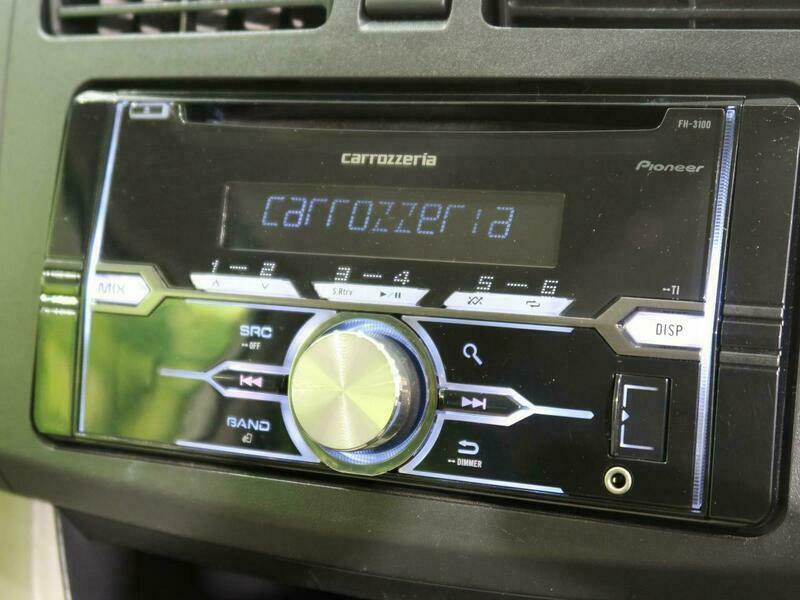 FH-3100
carrozzeria
Pioneer
carrozzeria
1 — 2
3 — 4
5 — 6
MIX
S.Rtrv
TI
DISP
SRC
OFF
BAND
DIMMER